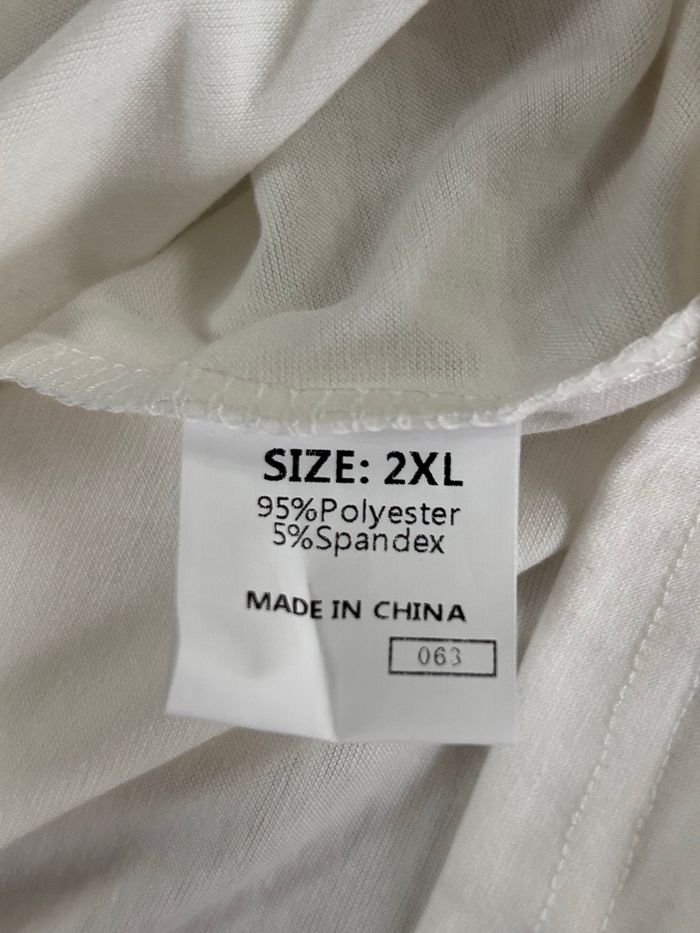 SIZE: 2XL
95%Polyester
5%Spandex
MADE IN CHINA
063